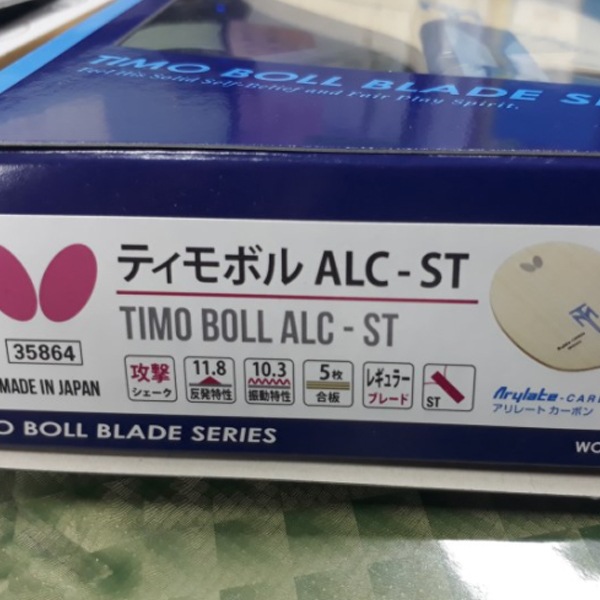 TIMO BOLL BLADE S
Feel His Solid Self-Belief and Fair Play Spirit.
ティモボル ALC - ST
TIMO BOLL ALC - ST
35864
MADE IN JAPAN
攻撃
シェーク
11.8
反発特性
10.3
振動特性
5枚
合板
レギュラー
ブレード
ST
Arylate-CAR
アリレート カーボン
O BOLL BLADE SERIES
WO